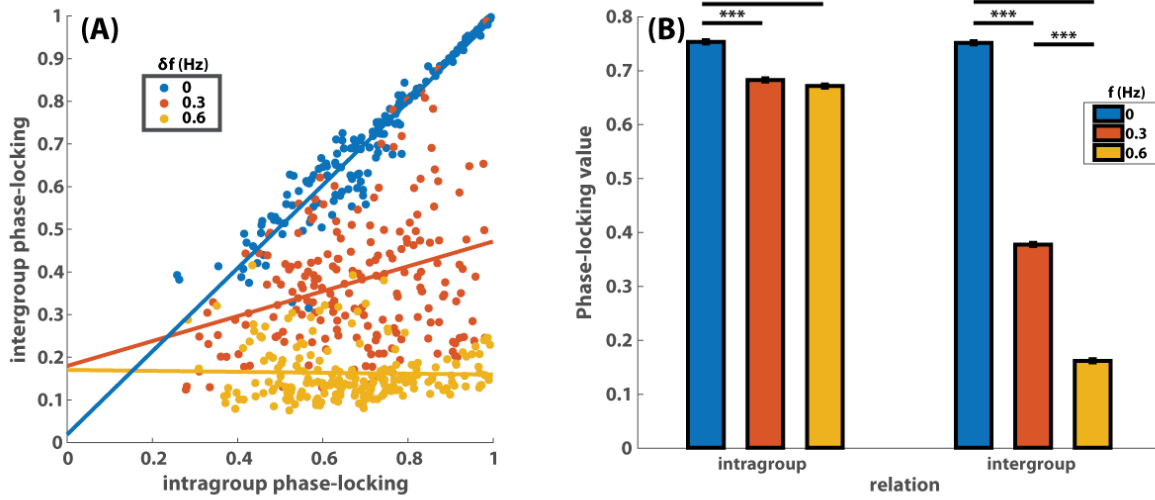 (A)
δf (Hz)
0
0.3
0.6
1
0.9
0.8
0.7
0.6
0.5
0.4
0.3
0.2
0.1
0
intergroup phase-locking
0 0.2 0.4 0.6 0.8 1
intragroup phase-locking
(B)
*** *** ***
f (Hz)
0
0.3
0.6
0.8
0.7
0.6
0.5
0.4
0.3
0.2
0.1
0
Phase-locking value
intragroup intergroup
relation